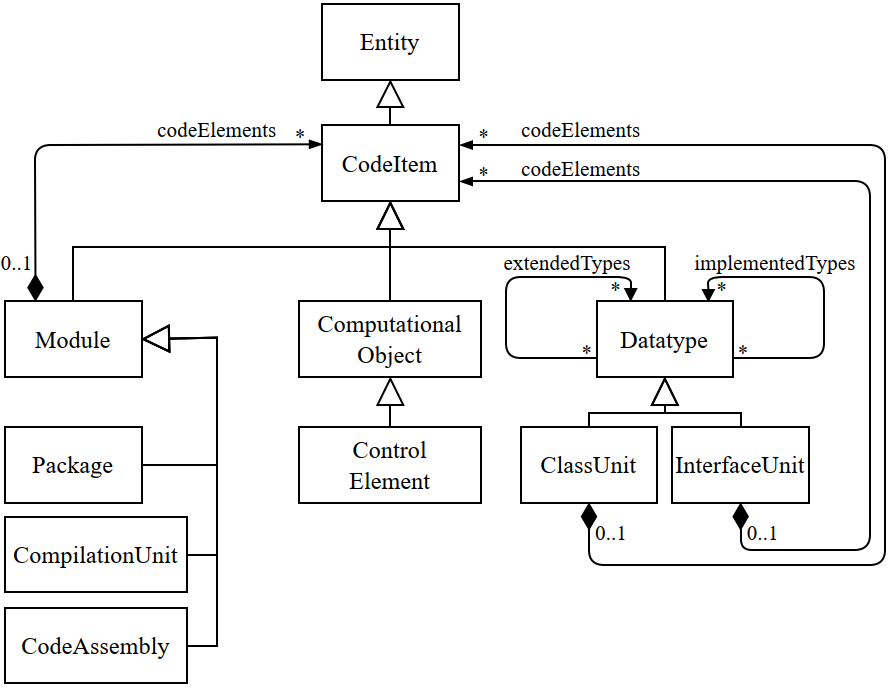 Entity
codeElements
*
*
codeElements
CodeItem
*
codeElements
0..1
extendedTypes
*
implementedTypes
*
Module
Computational
Object
Datatype
*
*
Package
Control
Element
ClassUnit
InterfaceUnit
0..1
0..1
CompilationUnit
CodeAssembly